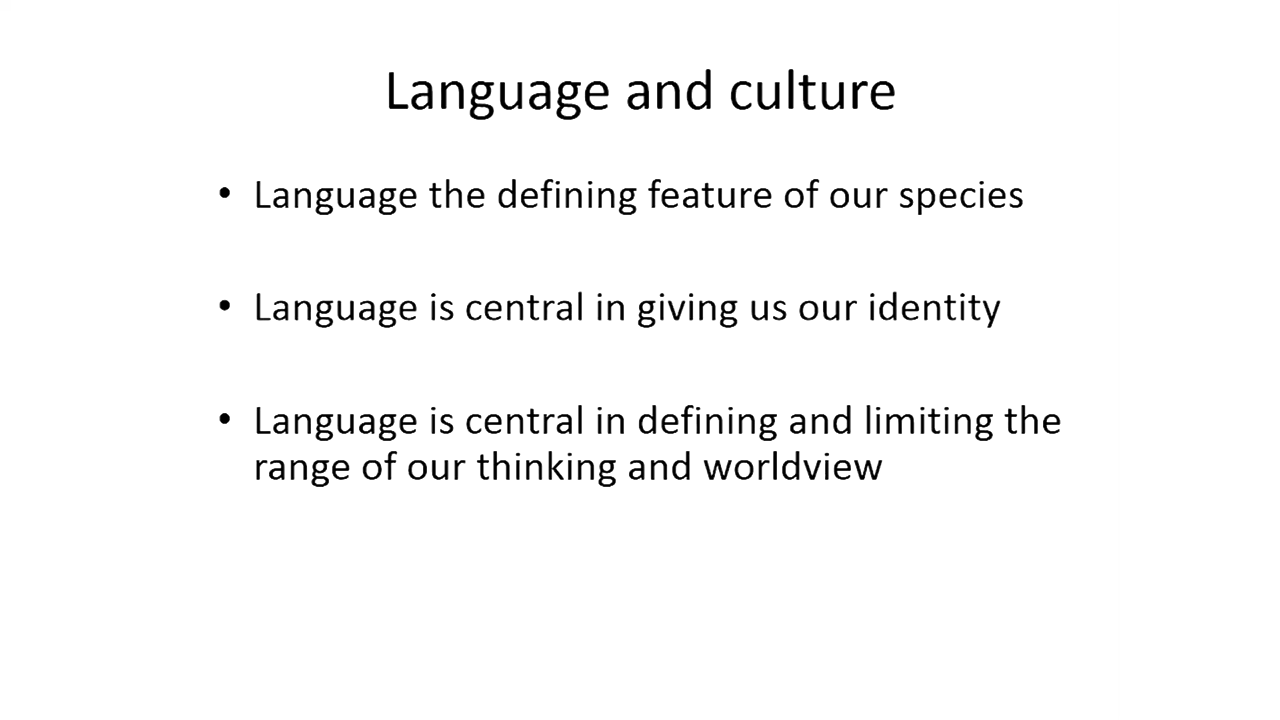 Language and culture
• Language the defining feature of our species
• Language is central in giving us our identity
• Language is central in defining and limiting the
range of our thinking and worldview